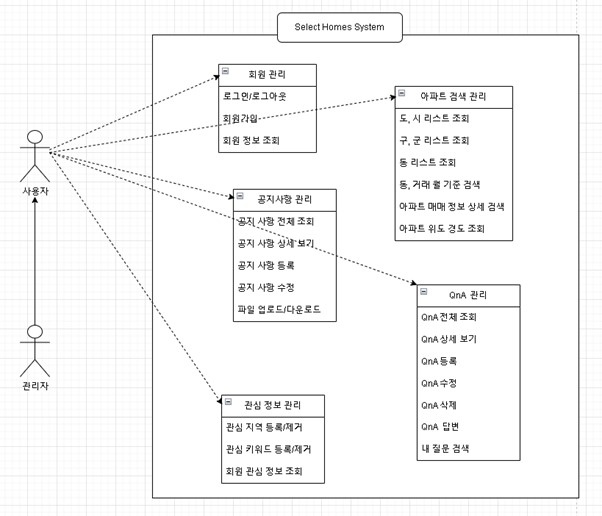 Select Homes System
회원 관리
로그인/로그아웃
회원가입
회원 정보 조회
아파트 검색 관리
도, 시 리스트 조회
구, 군 리스트 조회
동 리스트 조회
동, 거래 월 기준 검색
아파트 매매 정보 상세 검색
아파트 위도 경도 조회
사용자
공지사항 관리
공지 사항 전체 조회
공지 사항 상세 보기
공지 사항 등록
공지 사항 수정
파일 업로드/다운로드
QnA 관리
QnA 전체 조회
QnA 상세 보기
QnA 등록
QnA 수정
QnA 삭제
QnA 답변
내 질문 검색
관리자
관심 정보 관리
관심 지역 등록/제거
관심 키워드 등록/제거
회원 관심 정보 조회